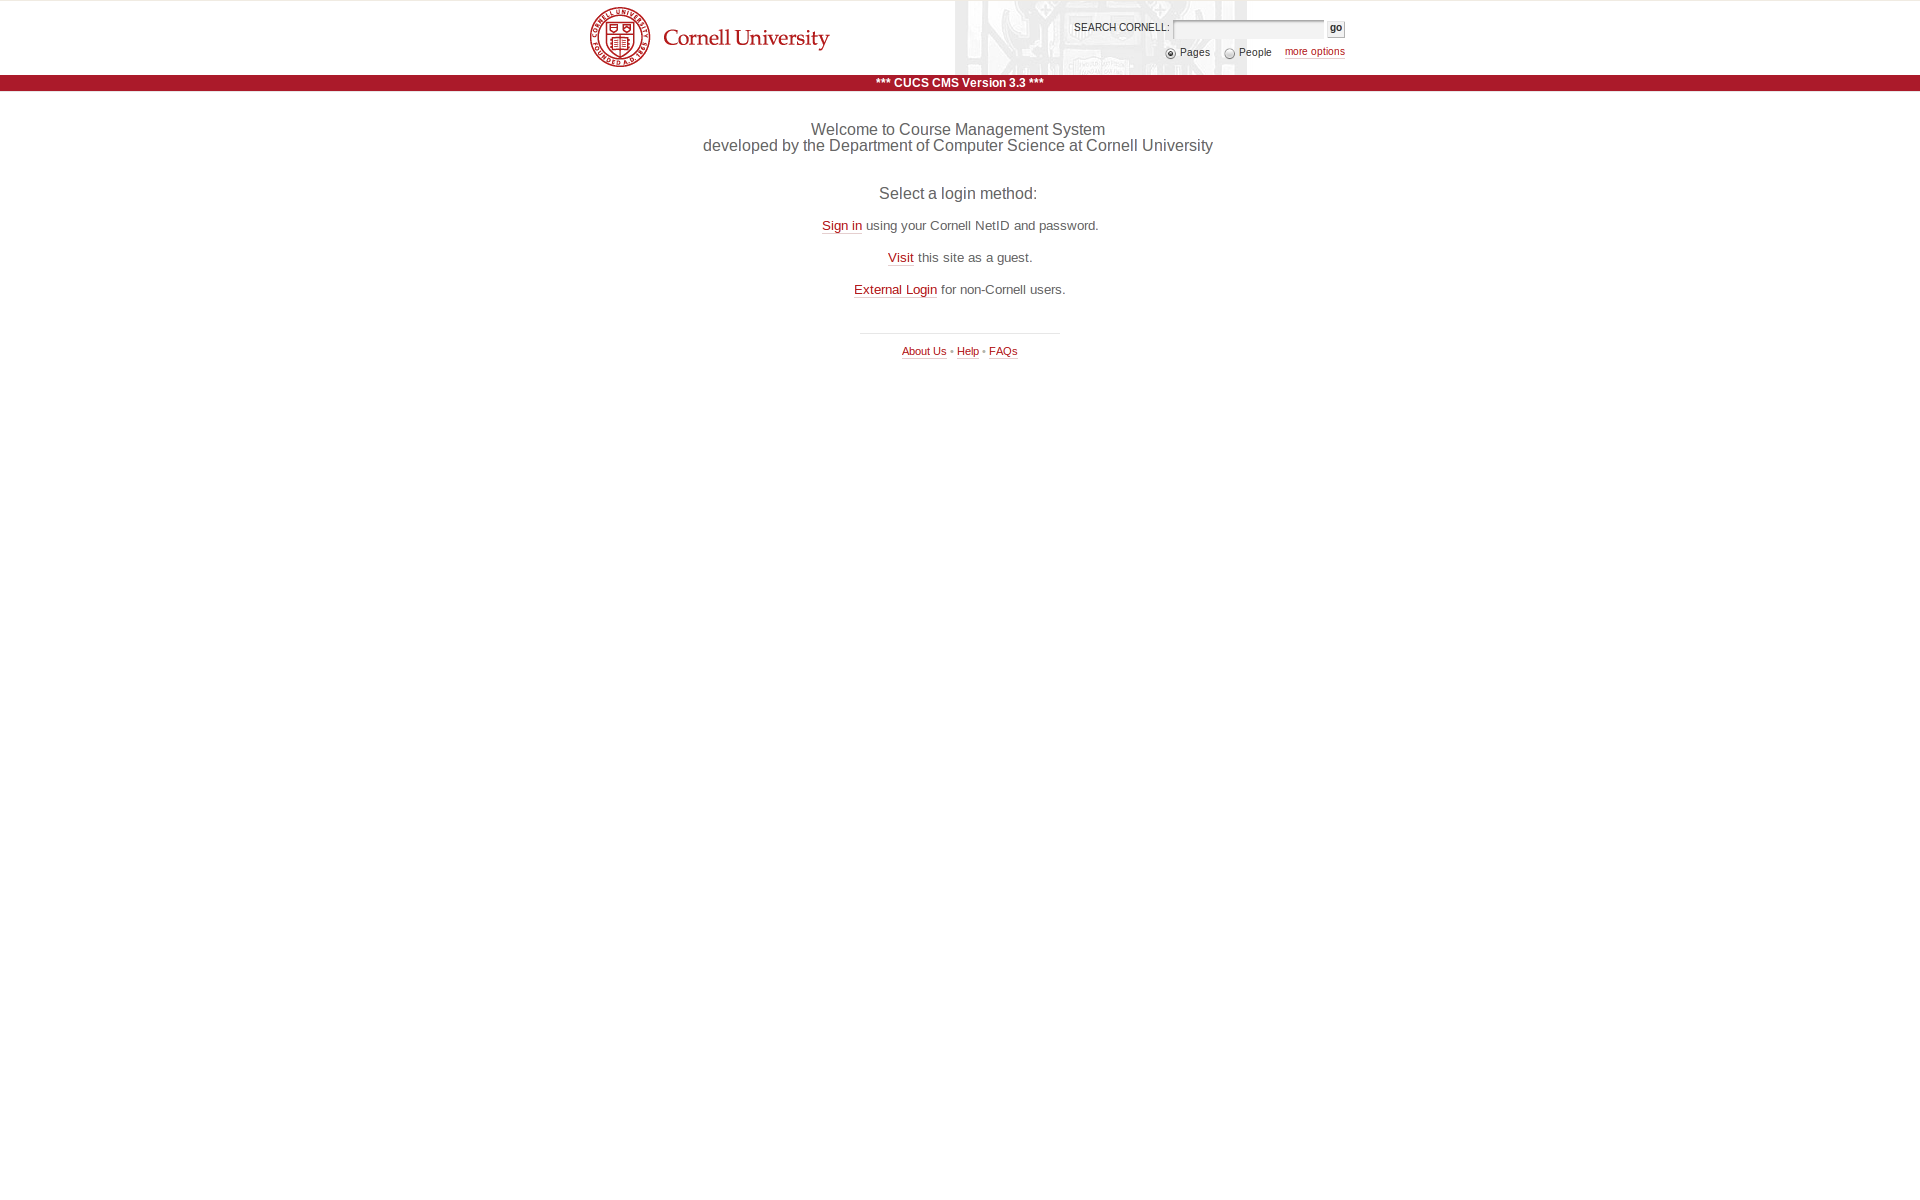 CORNELL UNIVERSITY FOUNDED A.D. 1865
Cornell University
SEARCH CORNELL: go
Pages People more options
*** CUCS CMS Version 3.3 ***
Welcome to Course Management System
developed by the Department of Computer Science at Cornell University
Select a login method:
Sign in using your Cornell NetID and password.
Visit this site as a guest.
External Login for non-Cornell users.
About Us • Help • FAQs